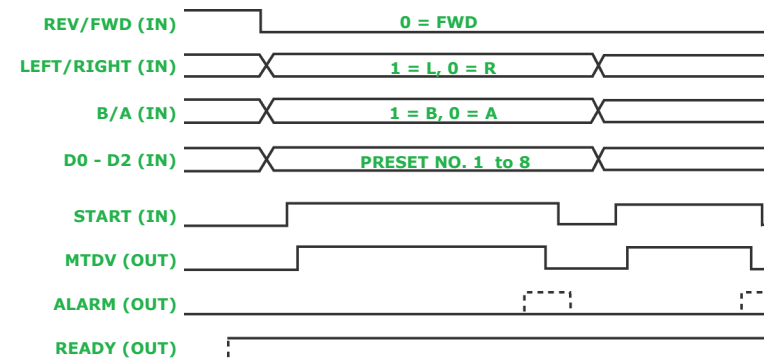 REV/FWD (IN) 0 = FWD
LEFT/RIGHT (IN) 1 = L, 0 = R
B/A (IN) 1 = B, 0 = A
D0 - D2 (IN) PRESET NO. 1 to 8
START (IN)
MTDV (OUT)
ALARM (OUT)
READY (OUT)